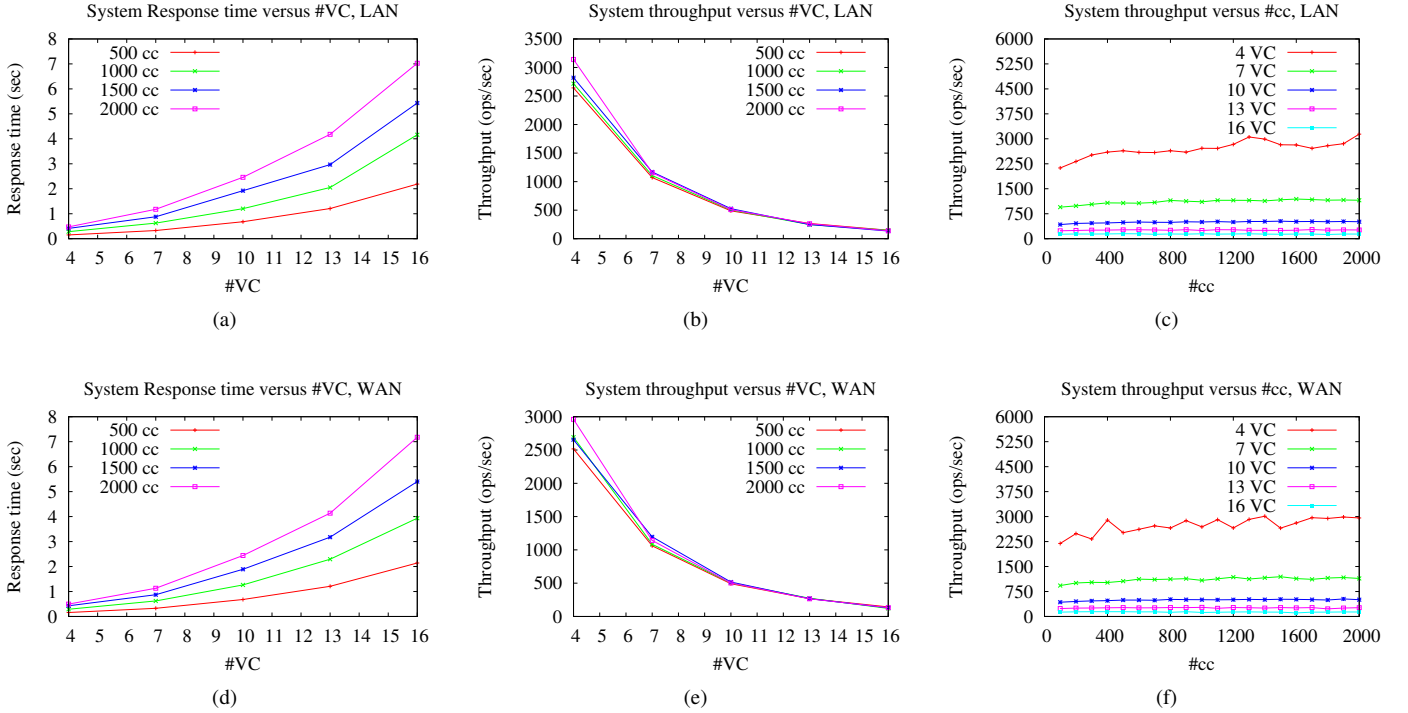 System Response time versus #VC, LAN
Response time (sec)
8
7
6
5
4
3
2
1
0
500 cc
1000 cc
1500 cc
2000 cc
4 5 6 7 8 9 10 11 12 13 14 15 16
#VC
(a)
System throughput versus #VC, LAN
Throughput (ops/sec)
3500
3000
2500
2000
1500
1000
500
0
500 cc
1000 cc
1500 cc
2000 cc
4 5 6 7 8 9 10 11 12 13 14 15 16
#VC
(b)
System throughput versus #cc, LAN
Throughput (ops/sec)
6000
5250
4500
3750
3000
2250
1500
750
0
4 VC
7 VC
10 VC
13 VC
16 VC
0 400 800 1200 1600 2000
#cc
(c)
System Response time versus #VC, WAN
Response time (sec)
8
7
6
5
4
3
2
1
0
500 cc
1000 cc
1500 cc
2000 cc
4 5 6 7 8 9 10 11 12 13 14 15 16
#VC
(d)
System throughput versus #VC, WAN
Throughput (ops/sec)
3000
2500
2000
1500
1000
500
0
500 cc
1000 cc
1500 cc
2000 cc
4 5 6 7 8 9 10 11 12 13 14 15 16
#VC
(e)
System throughput versus #cc, WAN
Throughput (ops/sec)
6000
5250
4500
3750
3000
2250
1500
750
0
4 VC
7 VC
10 VC
13 VC
16 VC
0 400 800 1200 1600 2000
#cc
(f)